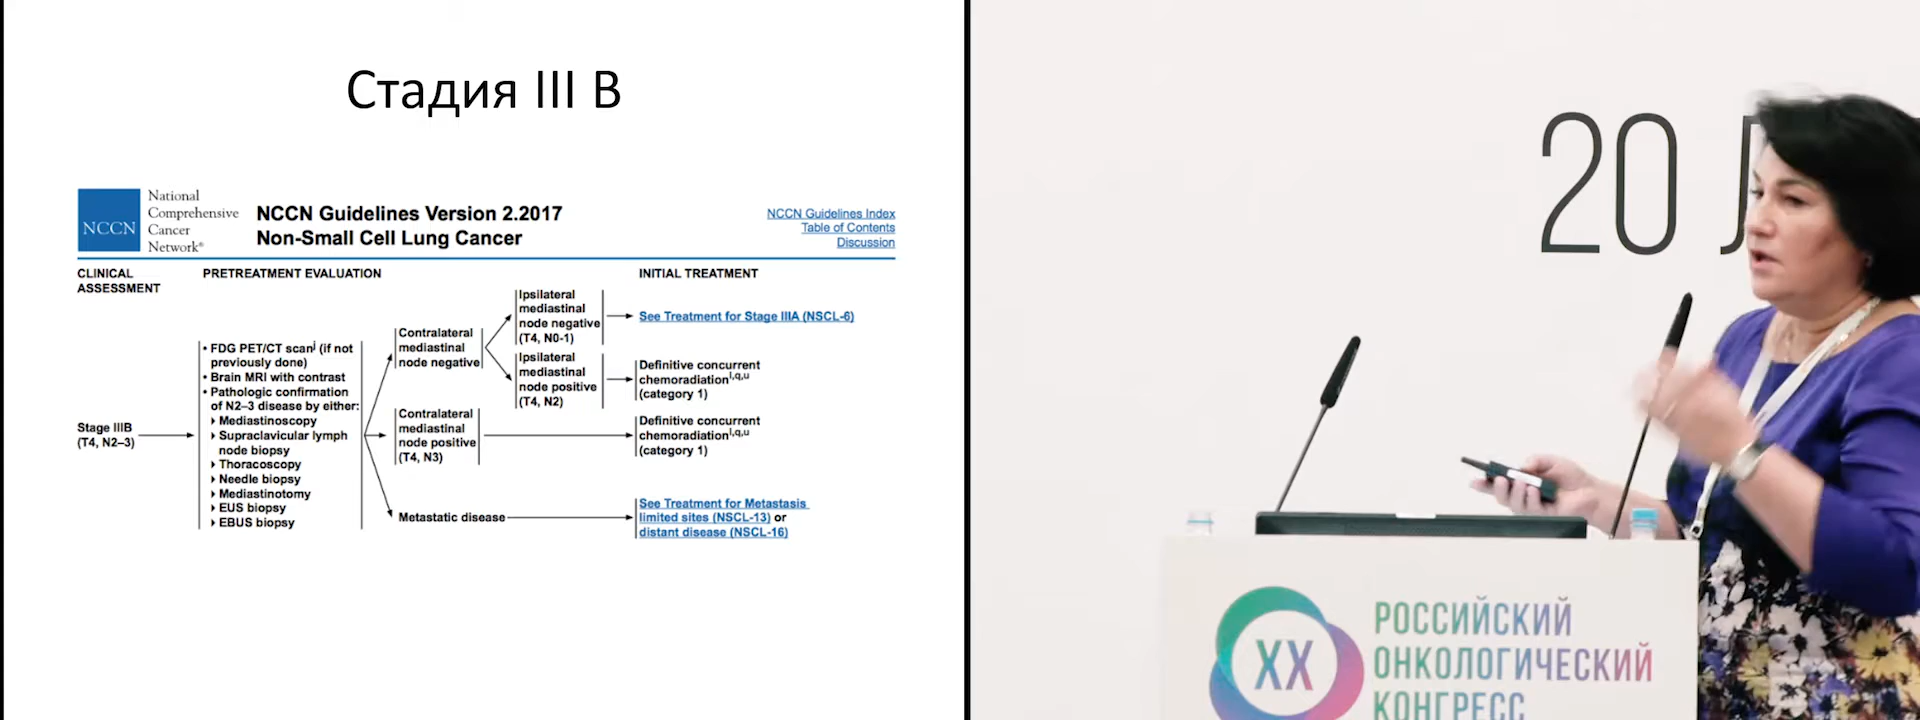 Стадия III В
NCCN
National
Comprehensive
Cancer
Network®
NCCN Guidelines Version 2.2017
Non-Small Cell Lung Cancer
NCCN Guidelines Index
Table of Contents
Discussion
CLINICAL
ASSESSMENT
PRETREATMENT EVALUATION
INITIAL TREATMENT
Stage IIIB
(T4, N2–3)
• FDG PET/CT scanʲ (if not
previously done)
• Brain MRI with contrast
• Pathologic confirmation
of N2–3 disease by either:
Mediastinoscopy
Supraclavicular lymph
node biopsy
Thoracoscopy
Needle biopsy
Mediastinotomy
EUS biopsy
EBUS biopsy
Contralateral
mediastinal
node negative
Ipsilateral
mediastinal
node negative
(T4, N0-1)
See Treatment for Stage IIIA (NSCL-6)
Ipsilateral
mediastinal
node positive
(T4, N2)
Definitive concurrent
chemoradiationl,q,u
(category 1)
Contralateral
mediastinal
node positive
(T4, N3)
Definitive concurrent
chemoradiationl,q,u
(category 1)
Metastatic disease
See Treatment for Metastasis
limited sites (NSCL-13) or
distant disease (NSCL-16)
20
XX
РОССИЙСКИЙ
ОНКОЛОГИЧЕСКИЙ
КОНГРЕСС